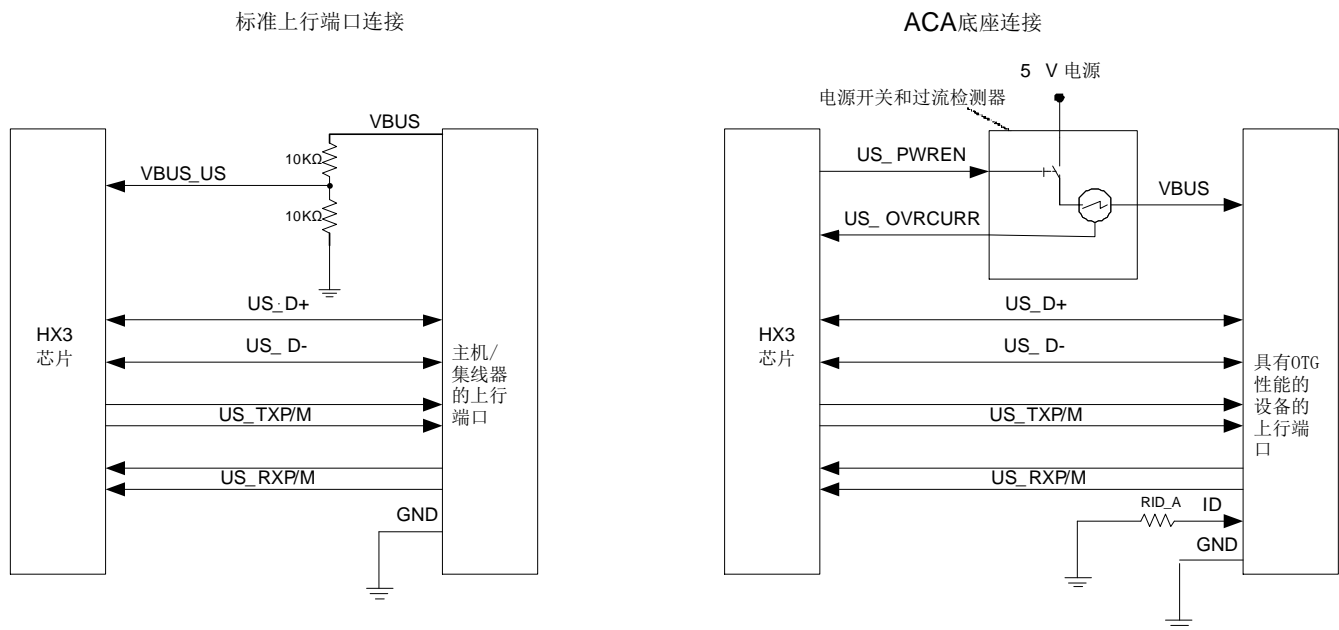 标准上行端口连接
VBUS
10KΩ
VBUS_US
10KΩ
US_D+
US_ D-
US_TXP/M
US_RXP/M
GND
HX3
芯片
主机/
集线器
的上行
端口
ACA底座连接
5 V 电源
电源开关和过流检测器
US_ PWREN
VBUS
US_ OVRCURR
US_D+
US_ D-
US_TXP/M
US_RXP/M
RID_A
ID
GND
HX3
芯片
具有OTG
性能的
设备的
上行端
口